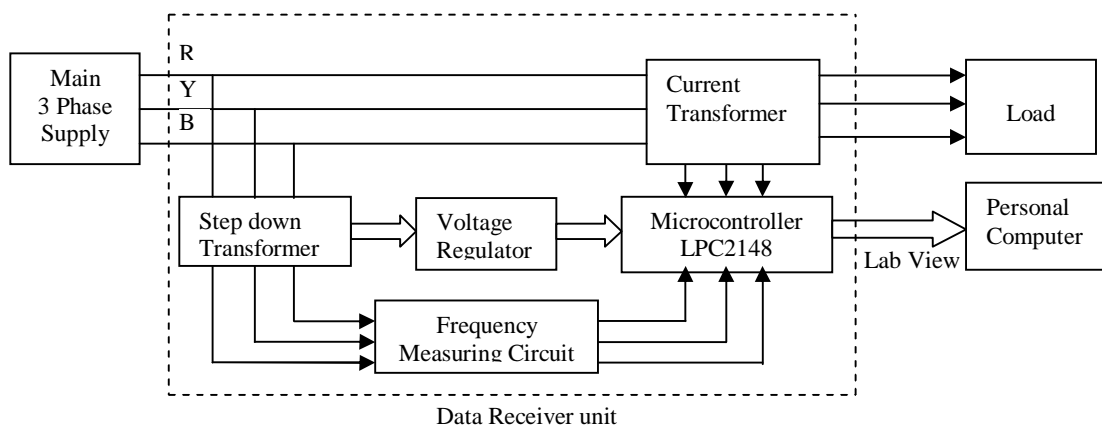 Main
3 Phase
Supply
R
Y
B
Current
Transformer
Load
Step down
Transformer
Voltage
Regulator
Microcontroller
LPC2148
Personal
Computer
Lab View
Frequency
Measuring Circuit
Data Receiver unit